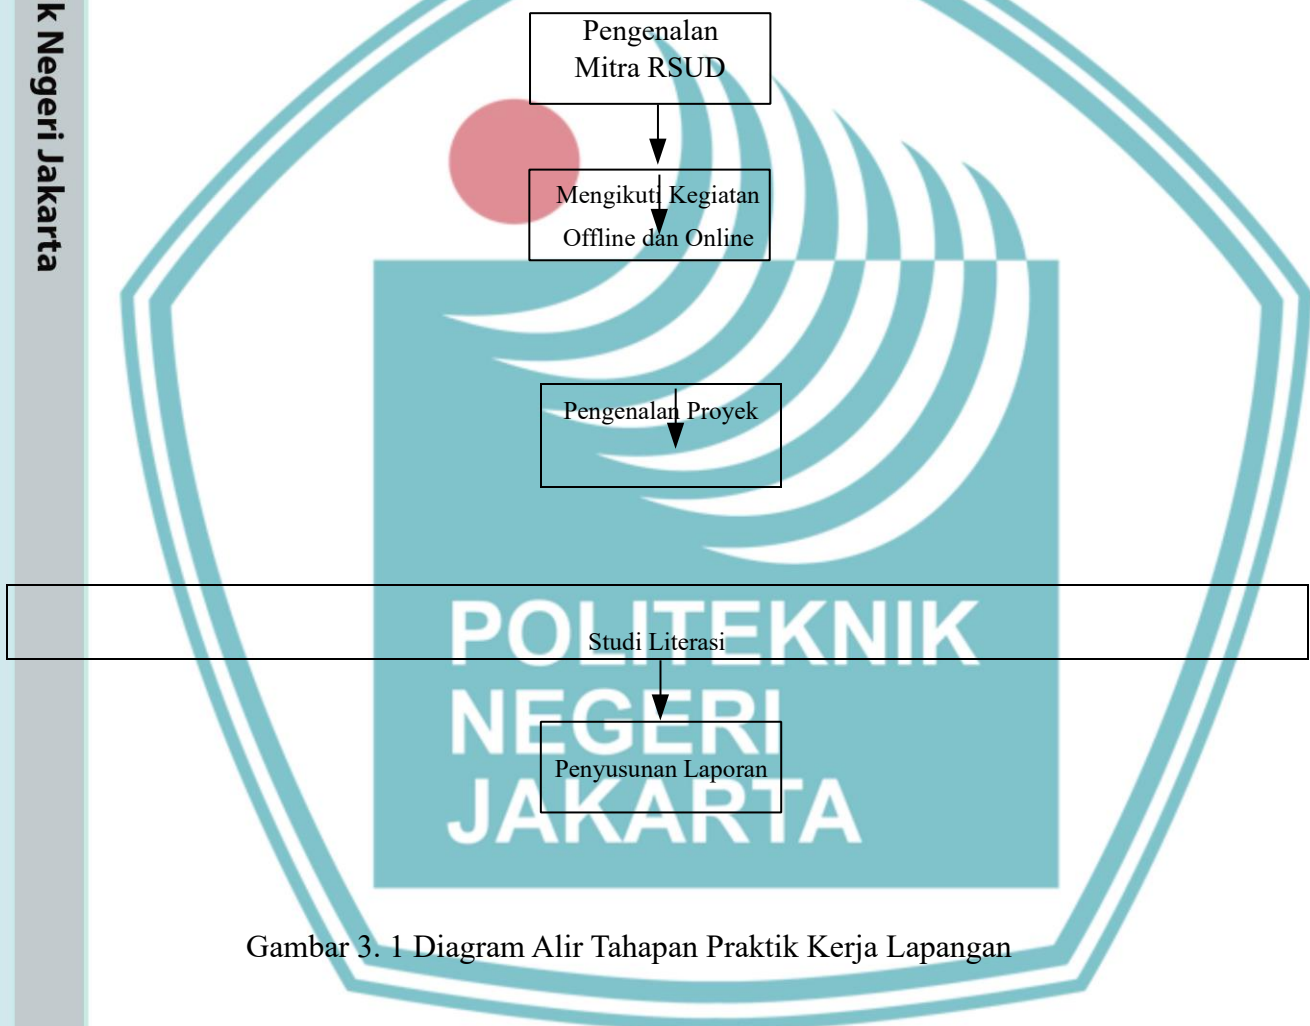 k Negeri Jakarta
Pengenalan
Mitra RSUD
Mengikuti Kegiatan
Offline dan Online
Pengenalan Proyek
Studi Literasi
Penyusunan Laporan
POLITEKNIK
NEGERI
JAKARTA
Gambar 3. 1 Diagram Alir Tahapan Praktik Kerja Lapangan